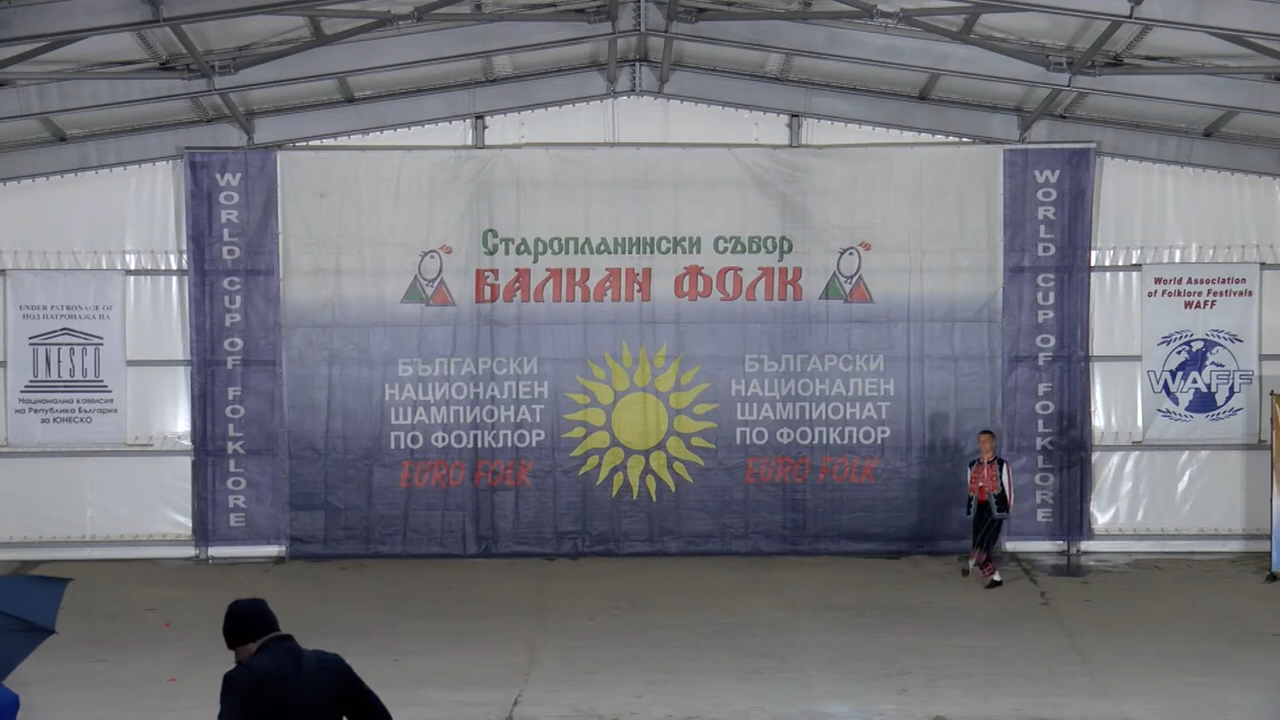 WORLD CUP OF FOLKLORE
UNDER PATRONAGE OF
ПОД ПАТРОНАЖА НА
UNESCO
Национална комисия
на Република България
за ЮНЕСКО
Старопланински събор
БАЛКАН ФОЛК
БЪЛГАРСКИ
НАЦИОНАЛЕН
ШАМПИОНАТ
ПО ФОЛКЛОР
EURO FOLK
БЪЛГАРСКИ
НАЦИОНАЛЕН
ШАМПИОНАТ
ПО ФОЛКЛОР
EURO FOLK
WORLD CUP OF FOLKLORE
World Association
of Folklore Festivals
WAFF
WAFF